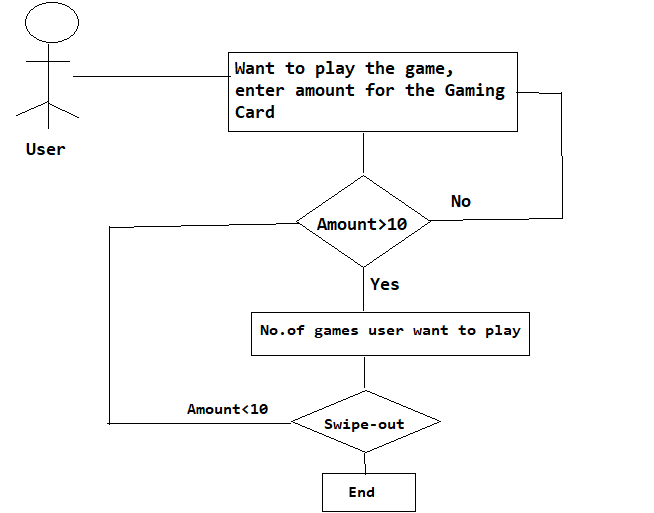 Want to play the game,
enter amount for the Gaming
Card
User
No
Amount>10
Yes
No.of games user want to play
Amount<10
Swipe-out
End